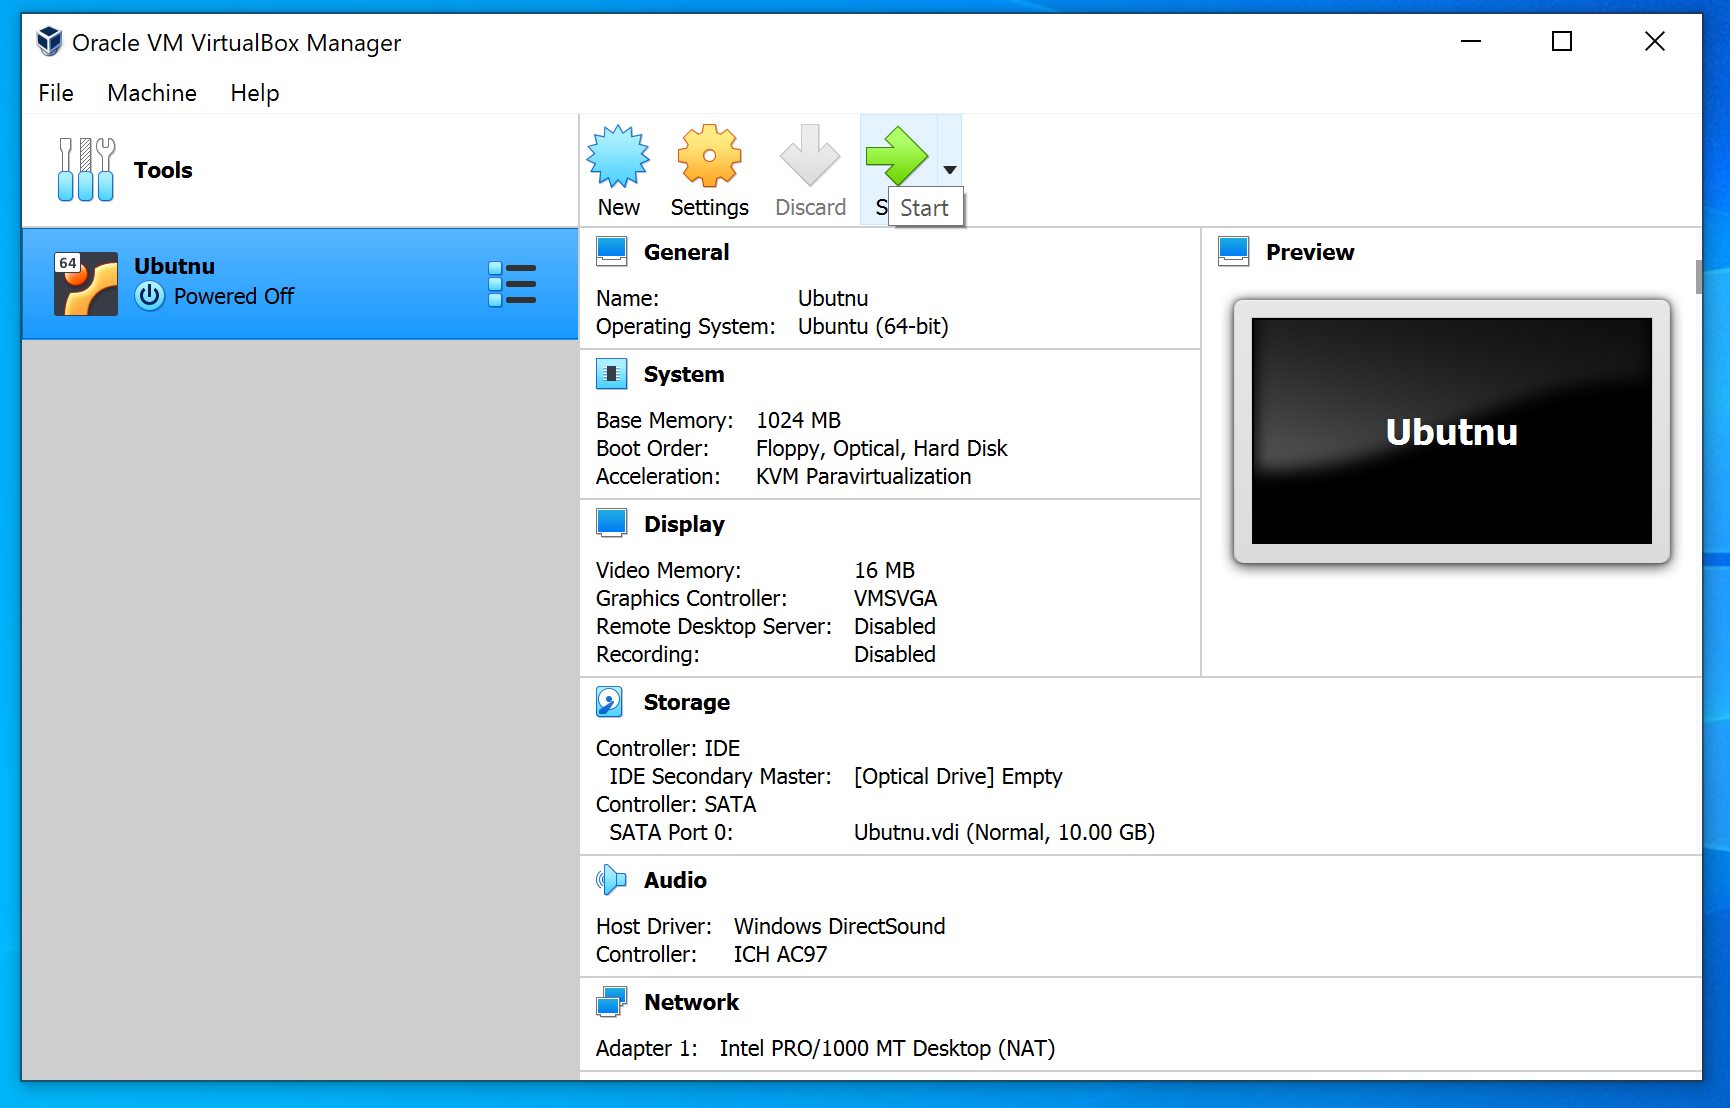 Oracle VM VirtualBox Manager
File Machine Help
Tools
New Settings Discard S Start
64
Ubutnu
Powered Off
General
Name: Ubutnu
Operating System: Ubuntu (64-bit)
System
Base Memory: 1024 MB
Boot Order: Floppy, Optical, Hard Disk
Acceleration: KVM Paravirtualization
Display
Video Memory: 16 MB
Graphics Controller: VMSVGA
Remote Desktop Server: Disabled
Recording: Disabled
Preview
Ubutnu
Storage
Controller: IDE
IDE Secondary Master: [Optical Drive] Empty
Controller: SATA
SATA Port 0: Ubutnu.vdi (Normal, 10.00 GB)
Audio
Host Driver: Windows DirectSound
Controller: ICH AC97
Network
Adapter 1: Intel PRO/1000 MT Desktop (NAT)